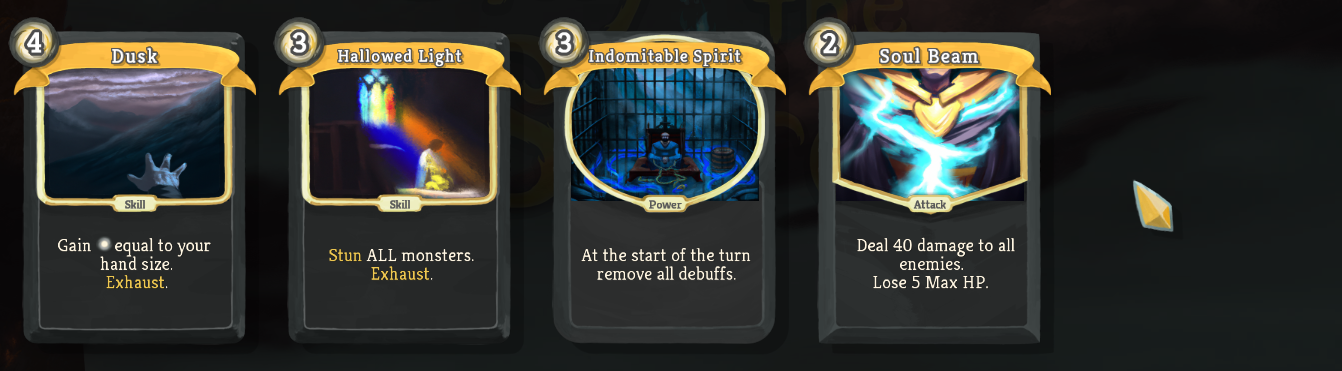 4
Dusk
Skill
Gain equal to your
hand size.
Exhaust.
3
Hallowed Light
Skill
Stun ALL monsters.
Exhaust.
3
Indomitable Spirit
Power
At the start of the turn
remove all debuffs.
2
Soul Beam
Attack
Deal 40 damage to all
enemies.
Lose 5 Max HP.